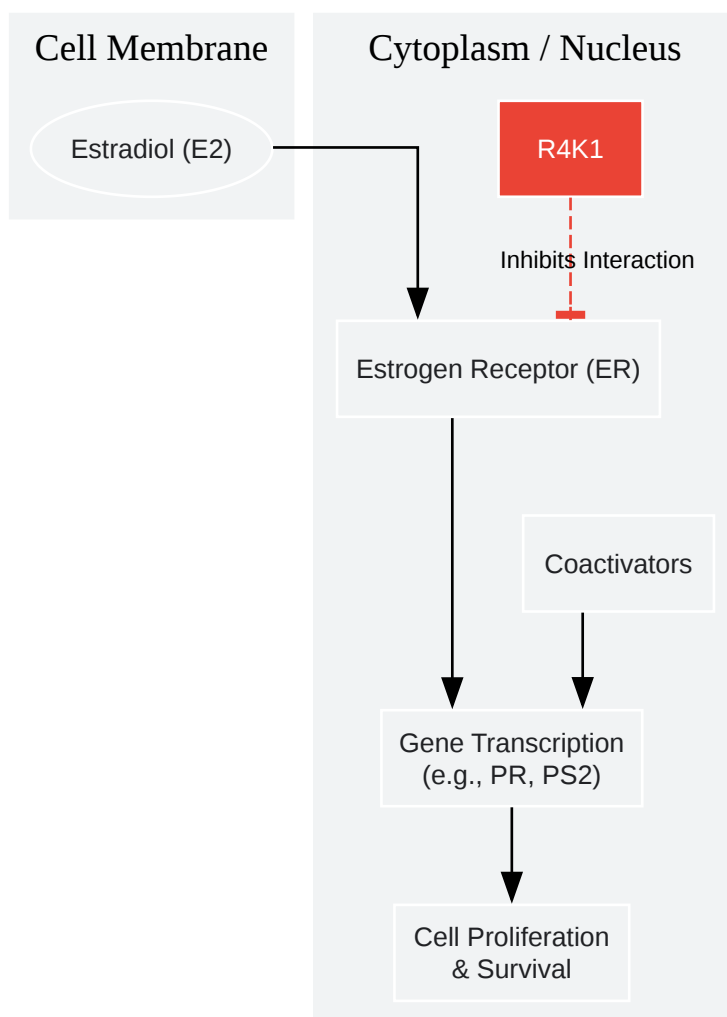 Cell Membrane
Cytoplasm / Nucleus
Estradiol (E2)
R4K1
Inhibits Interaction
Estrogen Receptor (ER)
Coactivators
Gene Transcription
(e.g., PR, PS2)
Cell Proliferation
& Survival